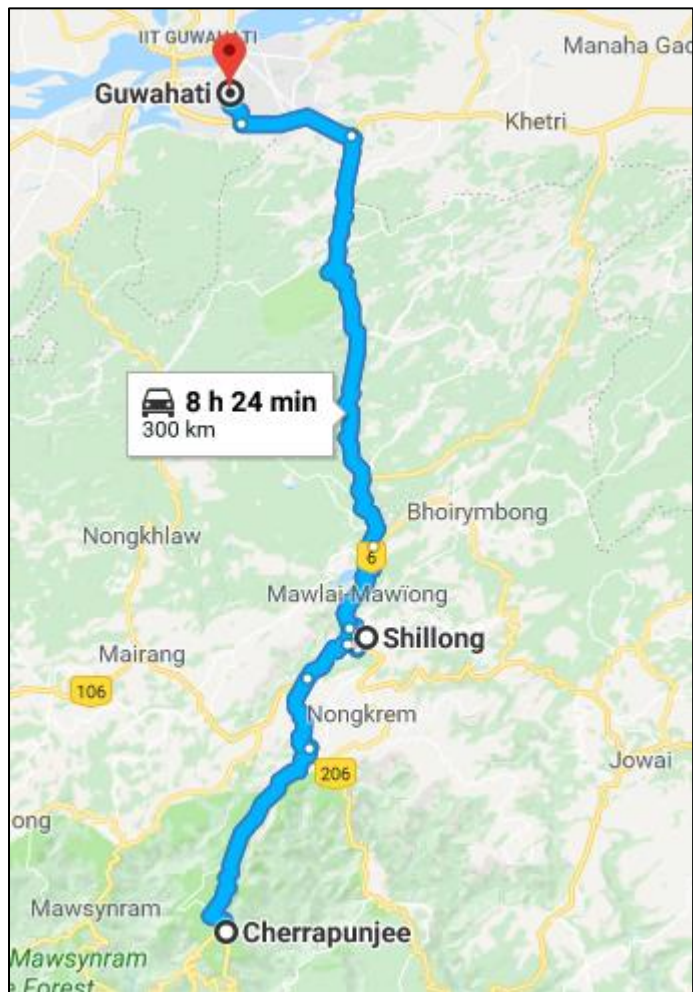 IIT GUWAHATI
Manaha Gao
Guwahati
Khetri
8 h 24 min
300 km
Bhoirymbong
Nongkhlaw
6
Mawlai-Mawïong
Shillong
Mairang
106
Nongkrem
Jowai
206
ong
Mawsynram
Cherrapunjee
Mawsynram
e Forest